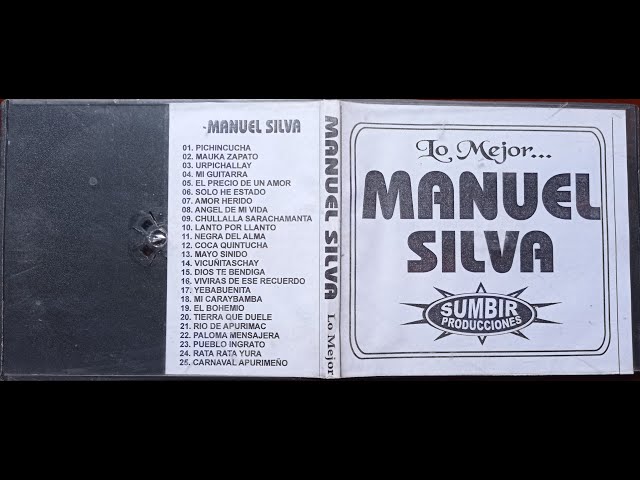 -MANUEL SILVA
01. PICHINCUCHA
02. MAUKA ZAPATO
03. URPICHALLAY
04. MI GUITARRA
05. EL PRECIO DE UN AMOR
06. SOLO HE ESTADO
07. AMOR HERIDO
08. ANGEL DE MI VIDA
09. CHULLALLA SARACHAMANTA
10. LANTO POR LLANTO
11. NEGRA DEL ALMA
12. COCA QUINTUCHA
13. MAYO SINIDO
14. VICUÑITASCHAY
15. DIOS TE BENDIGA
16. VIVIRAS DE ESE RECUERDO
17. YEBABUENITA
18. MI CARAYBAMBA
19. EL BOHEMIO
20. TIERRA QUE DUELE
21. RIO DE APURIMAC
22. PALOMA MENSAJERA
23. PUEBLO INGRATO
24. RATA RATA YURA
25. CARNAVAL APURIMEÑO
MANUEL SILVA Lo Mejor
Lo Mejor...
MANUEL
SILVA
SUMBIR
PRODUCCIONES